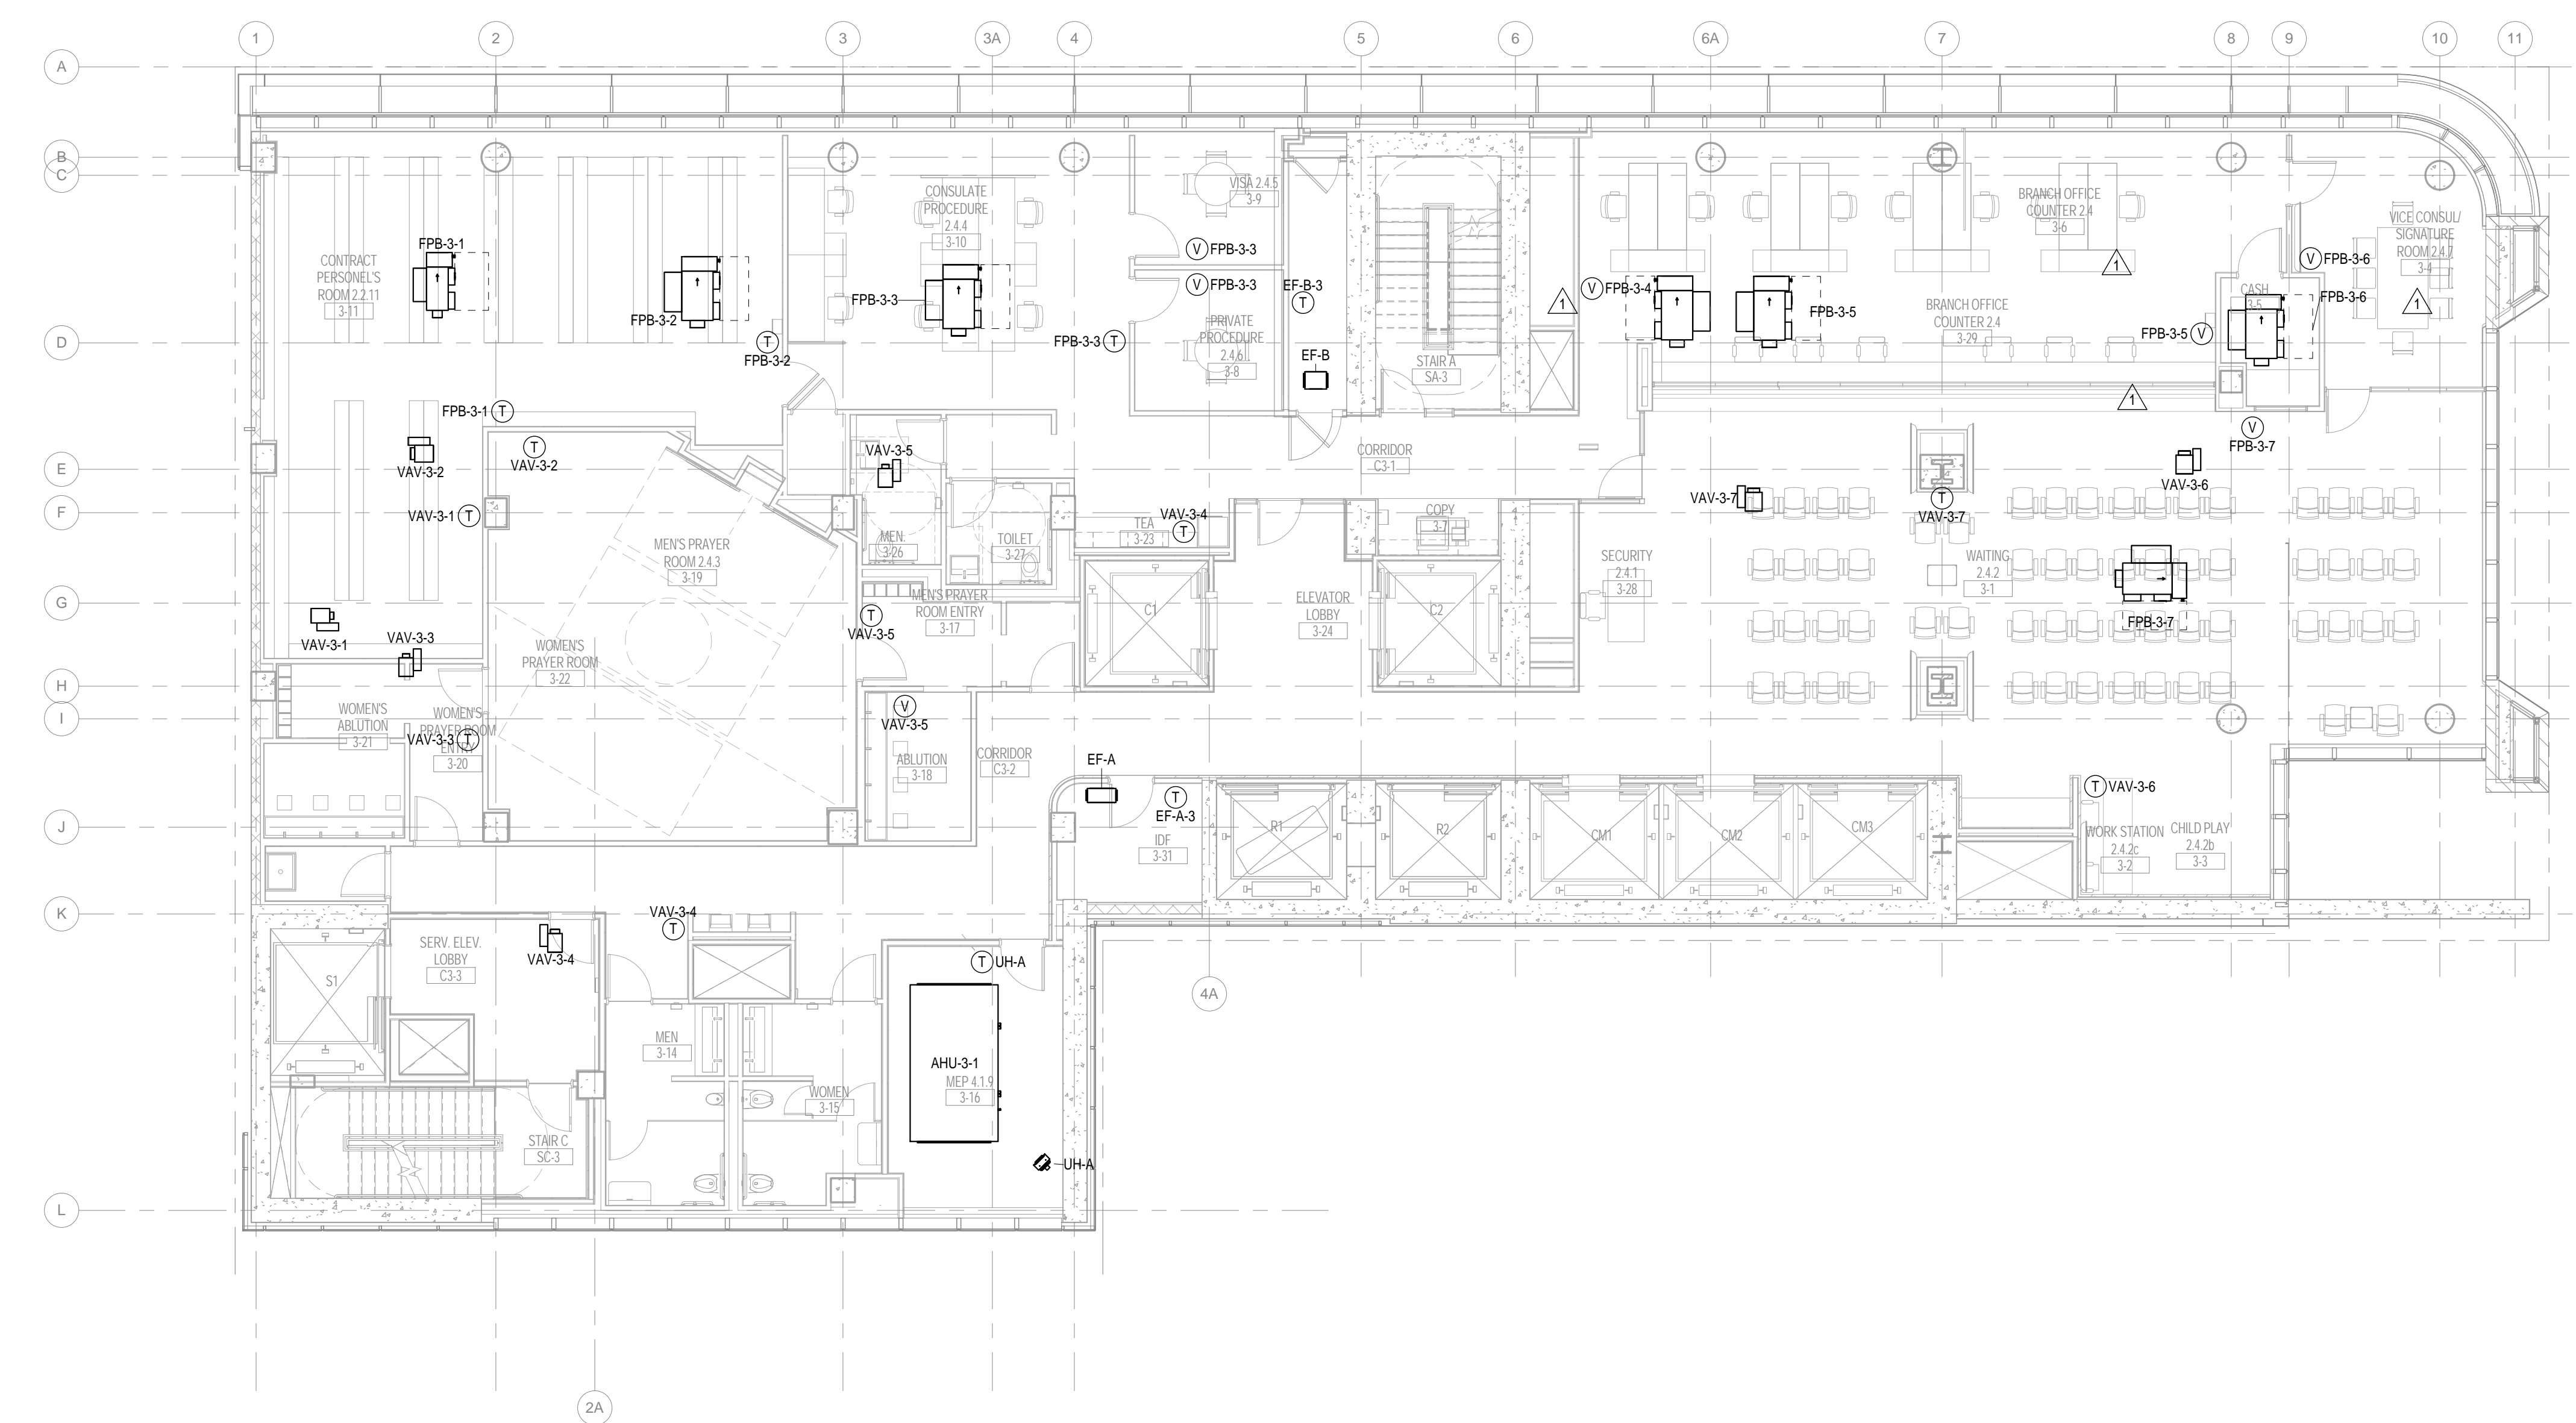 1
2
3
3A
4
5
6
6A
7
8
9
10
11
A
B
C
D
E
F
G
H
I
J
K
L
4A
2A
CONTRACT
PERSONEL'S
ROOM 2.2.11
3-11
FPB-3-1
FPB-3-2
T
FPB-3-2
CONSULATE
PROCEDURE
2.4.4
3-10
FPB-3-3
VISA 2.4.5
3-9
V FPB-3-3
V FPB-3-3
FPB-3-3 T
PRIVATE
PROCEDURE
2.4.6
3-8
EF-B-3
T
EF-B
STAIR A
SA-3
1
V FPB-3-4
FPB-3-5
BRANCH OFFICE
COUNTER 2.4
3-6
1
BRANCH OFFICE
COUNTER 2.4
3-29
1
FPB-3-5 V
CASH
3-5
V FPB-3-6
FPB-3-6
VICE CONSUL/
SIGNATURE
ROOM 2.4.7
3-4
1
FPB-3-1 T
VAV-3-2
T
VAV-3-2
VAV-3-1 T
VAV-3-5
MEN
3-26
TOILET
3-27
TEA
3-23
VAV-3-4
T
CORRIDOR
C3-1
COPY
3-7
V
FPB-3-7
VAV-3-6
VAV-3-7
T
VAV-3-7
MEN'S PRAYER
ROOM 2.4.3
3-19
MEN'S PRAYER
ROOM ENTRY
3-17
T
VAV-3-5
C1
ELEVATOR
LOBBY
3-24
C2
SECURITY
2.4.1
3-28
WAITING
2.4.2
3-1
FPB-3-7
VAV-3-1
VAV-3-3
WOMEN'S
PRAYER ROOM
3-22
WOMEN'S
ABLUTION
3-21
WOMEN'S
PRAYER ROOM
ENTRY
3-20
VAV-3-3 T
V
VAV-3-5
ABLUTION
3-18
CORRIDOR
C3-2
EF-A
T
EF-A-3
IDF
3-31
R1
R2
CM1
CM2
CM3
T VAV-3-6
WORK STATION
2.4.2c
3-2
CHILD PLAY
2.4.2b
3-3
S1
SERV. ELEV.
LOBBY
C3-3
VAV-3-4
VAV-3-4
T
T UH-A
MEN
3-14
WOMEN
3-15
AHU-3-1
MEP 4.1.9
3-16
UH-A
STAIR C
SC-3